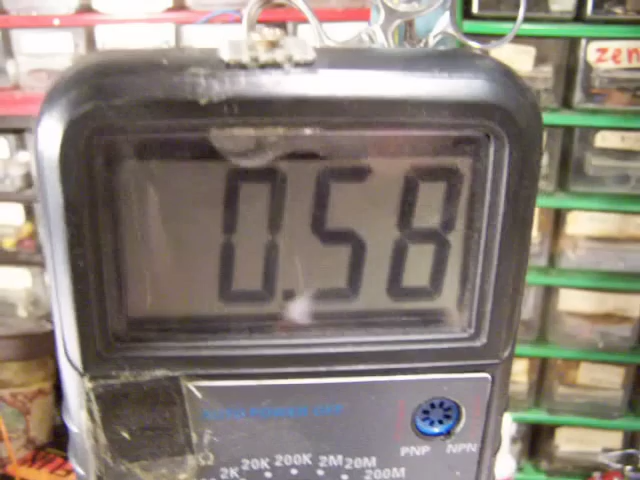 zen
0.58
AUTO POWER OFF
PNP NPN
Ω 2K 20K 200K 2M 20M 200M